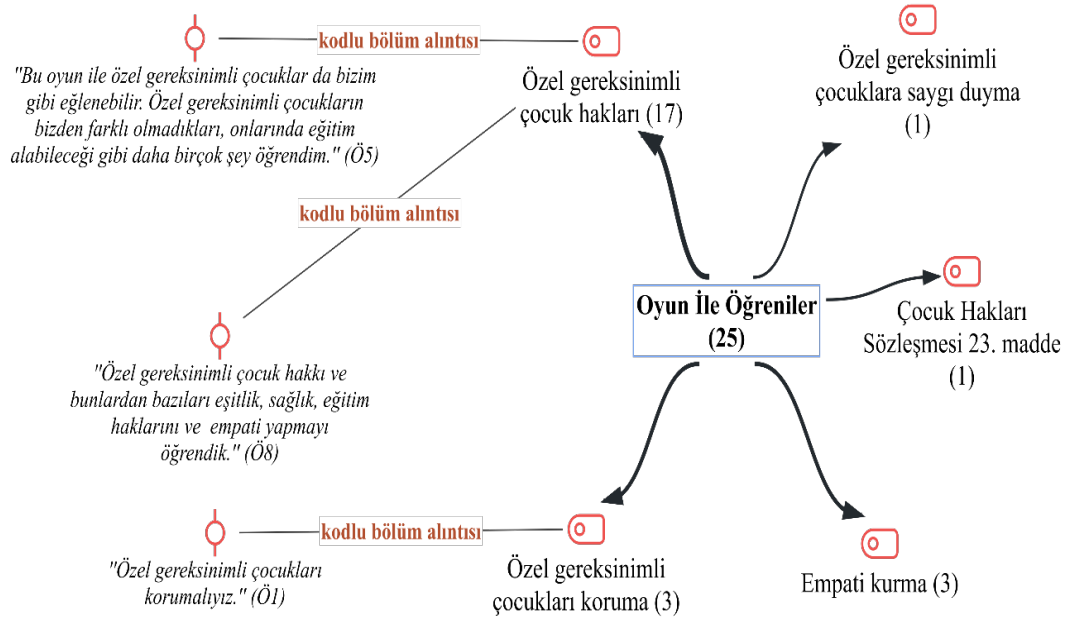 kodlu bölüm alıntısı
"Bu oyun ile özel gereksinimli çocuklar da bizim
gibi eğlenebilir. Özel gereksinimli çocukların
bizden farklı olmadıkları, onlarında eğitim
alabileceği gibi daha birçok şey öğrendim." (Ö5)
Özel gereksinimli
çocuk hakları (17)
Özel gereksinimli
çocuklara saygı duyma
(1)
kodlu bölüm alıntısı
Oyun İle Öğreniler
(25)
Çocuk Hakları
Sözleşmesi 23. madde
(1)
"Özel gereksinimli çocuk hakkı ve
bunlardan bazıları eşitlik, sağlık, eğitim
haklarını ve empati yapmayı
öğrendik." (Ö8)
kodlu bölüm alıntısı
"Özel gereksinimli çocukları
korumalıyız." (Ö1)
Özel gereksinimli
çocukları koruma (3)
Empati kurma (3)